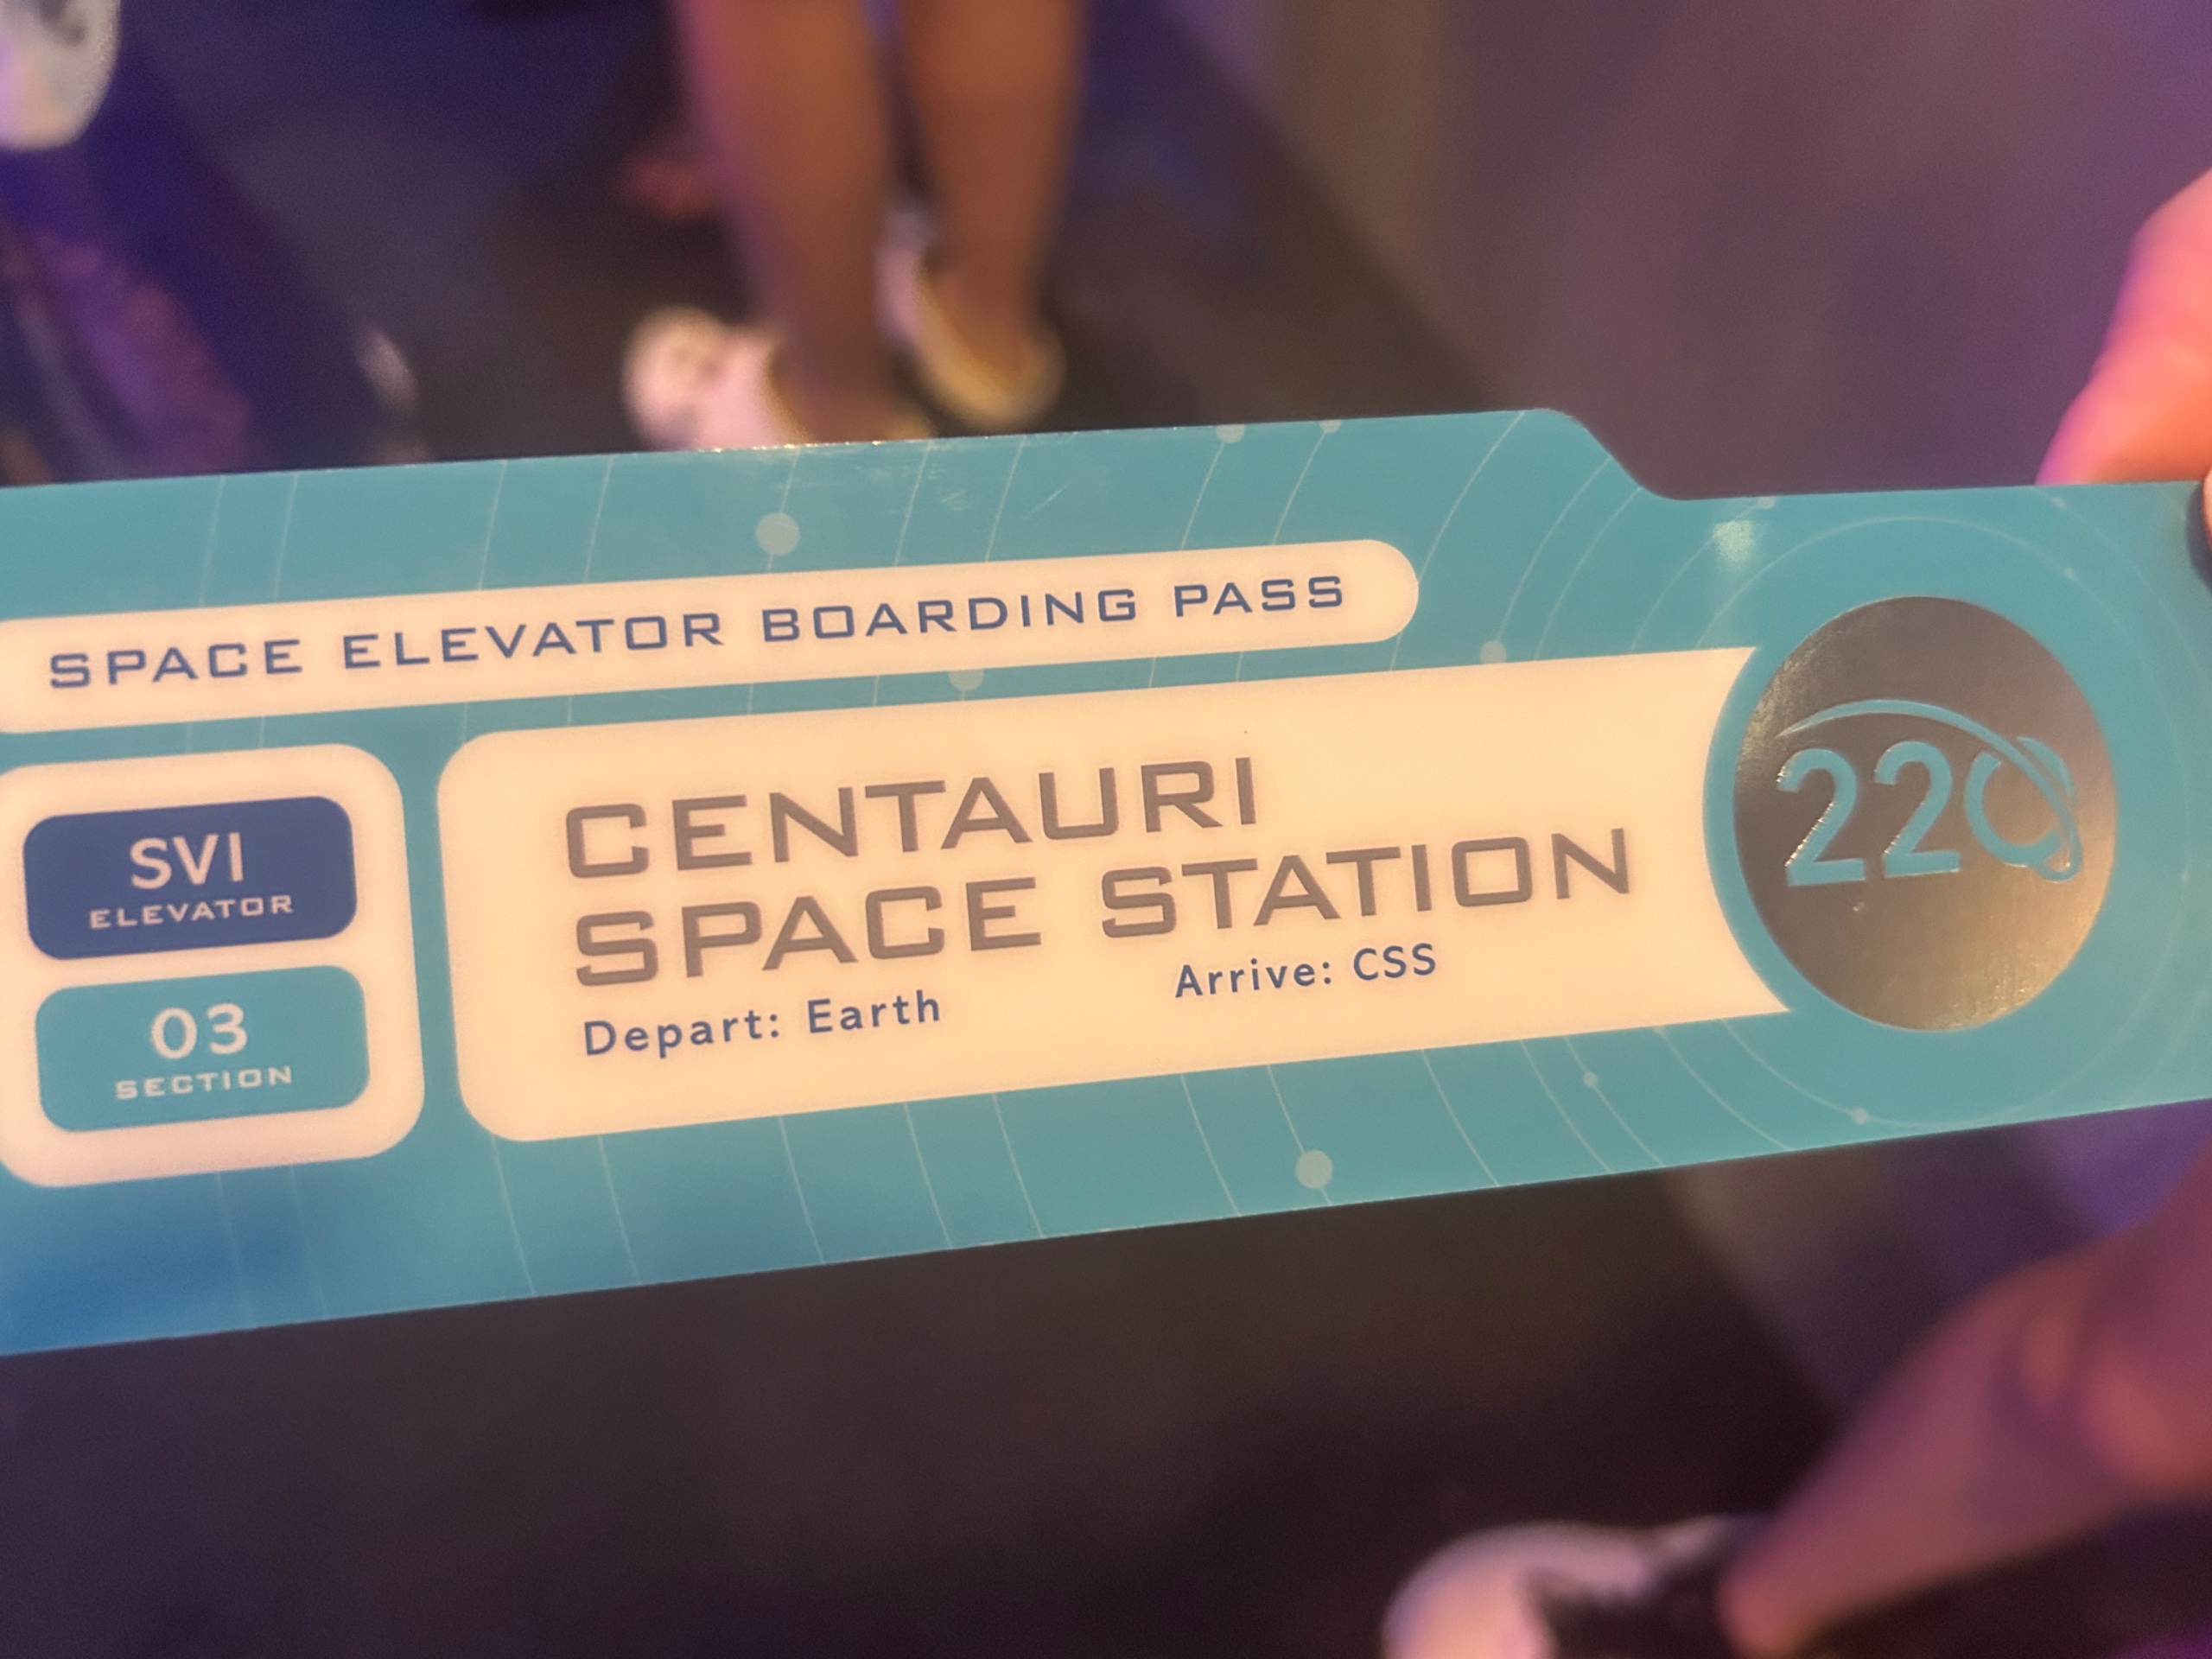 SPACE ELEVATOR BOARDING PASS
SVI
ELEVATOR
03
SECTION
CENTAURI
SPACE STATION
Depart: Earth
Arrive: CSS
220